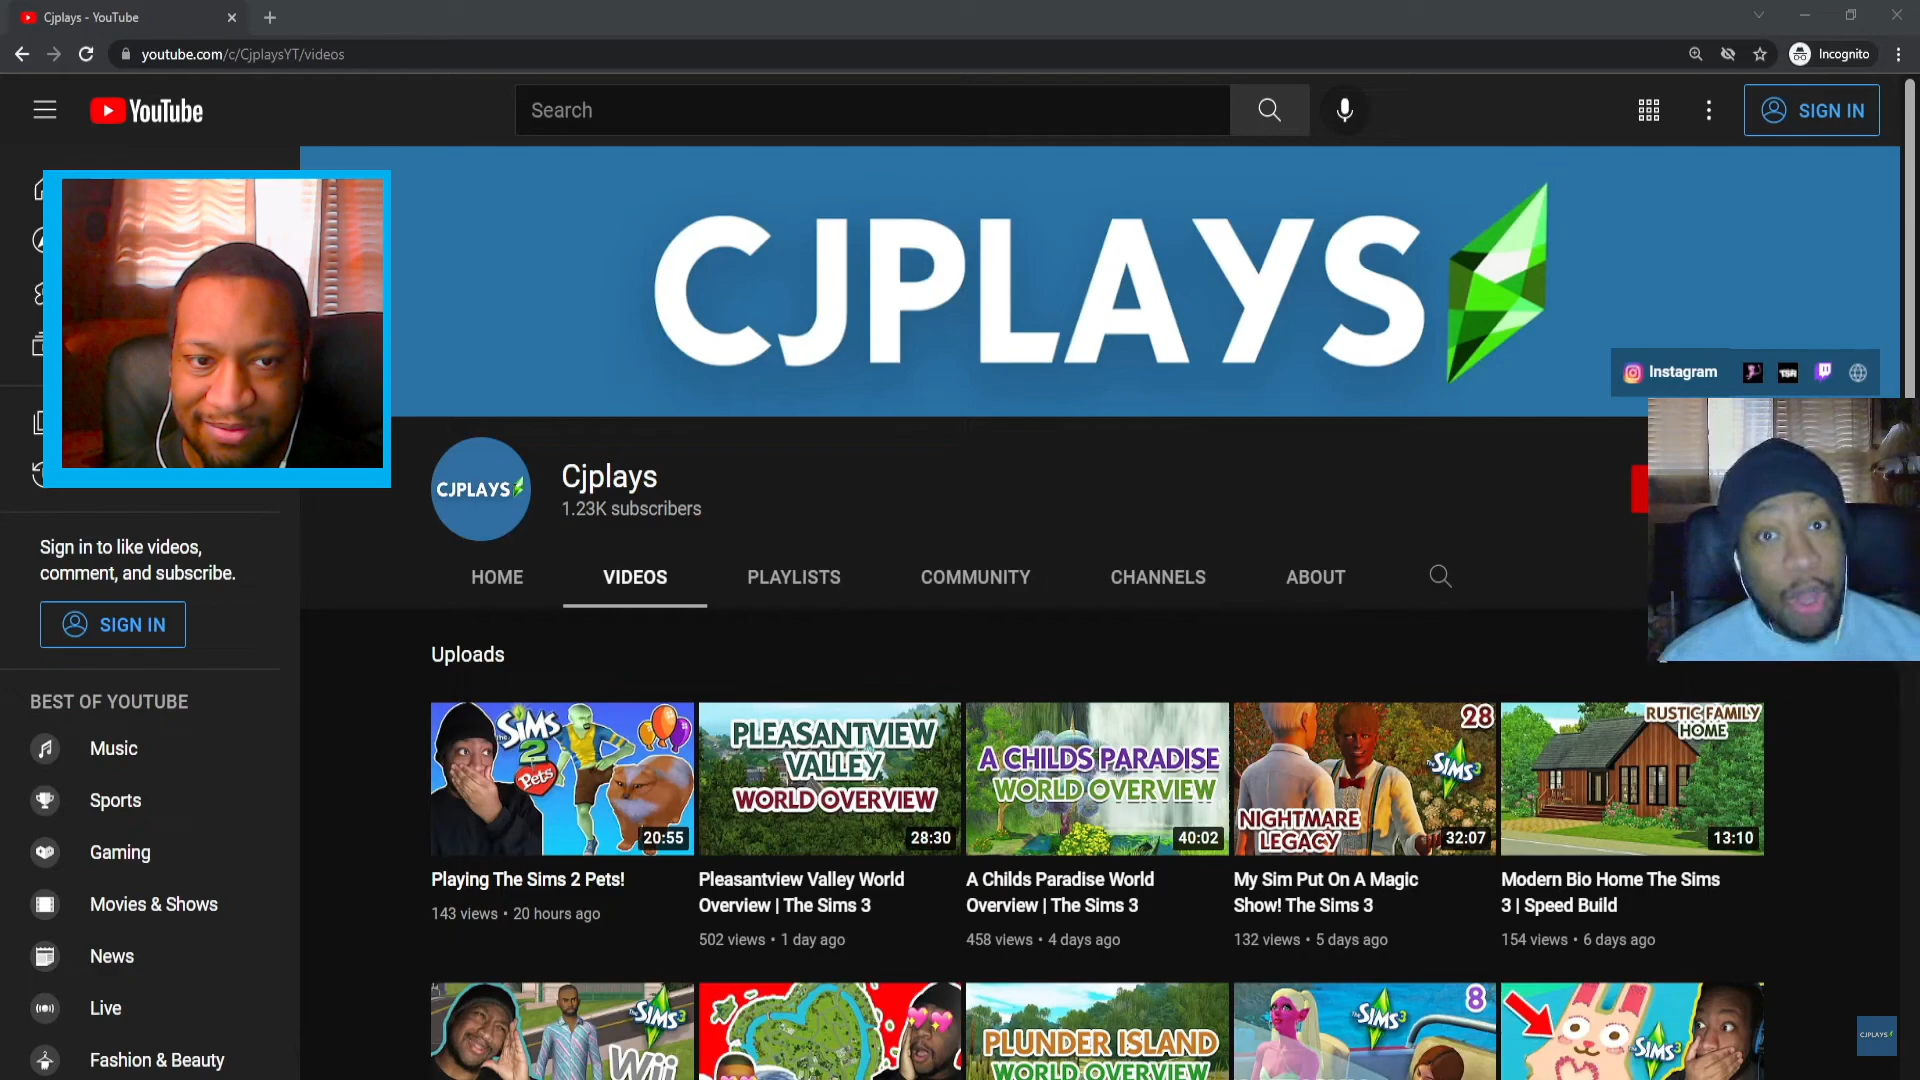 Cjplays - YouTube
youtube.com/c/CjplaysYT/videos
Incognito
YouTube
Search
SIGN IN
CJPLAYS
Instagram
TSR
CJPLAYS
Cjplays
1.23K subscribers
HOME
VIDEOS
PLAYLISTS
COMMUNITY
CHANNELS
ABOUT
Sign in to like videos,
comment, and subscribe.
SIGN IN
BEST OF YOUTUBE
Music
Sports
Gaming
Movies & Shows
News
Live
Fashion & Beauty
Uploads
THE SIMS
2
Pets
20:55
Playing The Sims 2 Pets!
143 views • 20 hours ago
PLEASANTVIEW
VALLEY
WORLD OVERVIEW
28:30
Pleasantview Valley World
Overview | The Sims 3
502 views • 1 day ago
A CHILDS PARADISE
WORLD OVERVIEW
40:02
A Childs Paradise World
Overview | The Sims 3
458 views • 4 days ago
28
THE SIMS 3
NIGHTMARE
LEGACY
32:07
My Sim Put On A Magic
Show! The Sims 3
132 views • 5 days ago
RUSTIC FAMILY
HOME
13:10
Modern Bio Home The Sims
3 | Speed Build
154 views • 6 days ago
THE SIMS 3
Wii
PLUNDER ISLAND
WORLD OVERVIEW
8
THE SIMS 3
THE SIMS 3
CJPLAYS